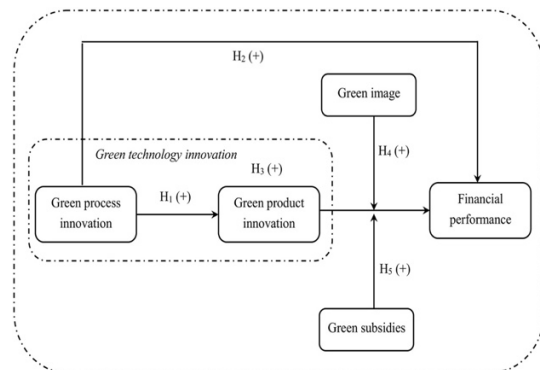 H₂ (+)
Green image
Green technology innovation
H₃ (+)
H₄ (+)
Green process
innovation
H₁ (+)
Green product
innovation
Financial
performance
H₅ (+)
Green subsidies